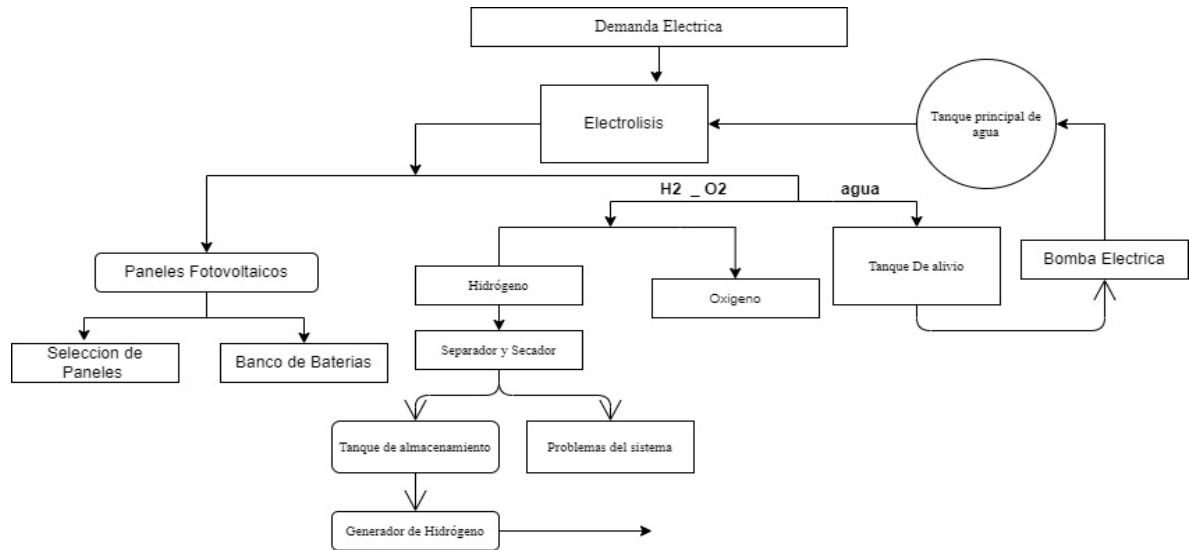 Demanda Electrica
Electrolisis
Tanque principal de
agua
H2 _ O2
agua
Paneles Fotovoltaicos
Hidrógeno
Oxigeno
Tanque De alivio
Bomba Electrica
Seleccion de
Paneles
Banco de Baterias
Separador y Secador
Tanque de almacenamiento
Problemas del sistema
Generador de Hidrógeno